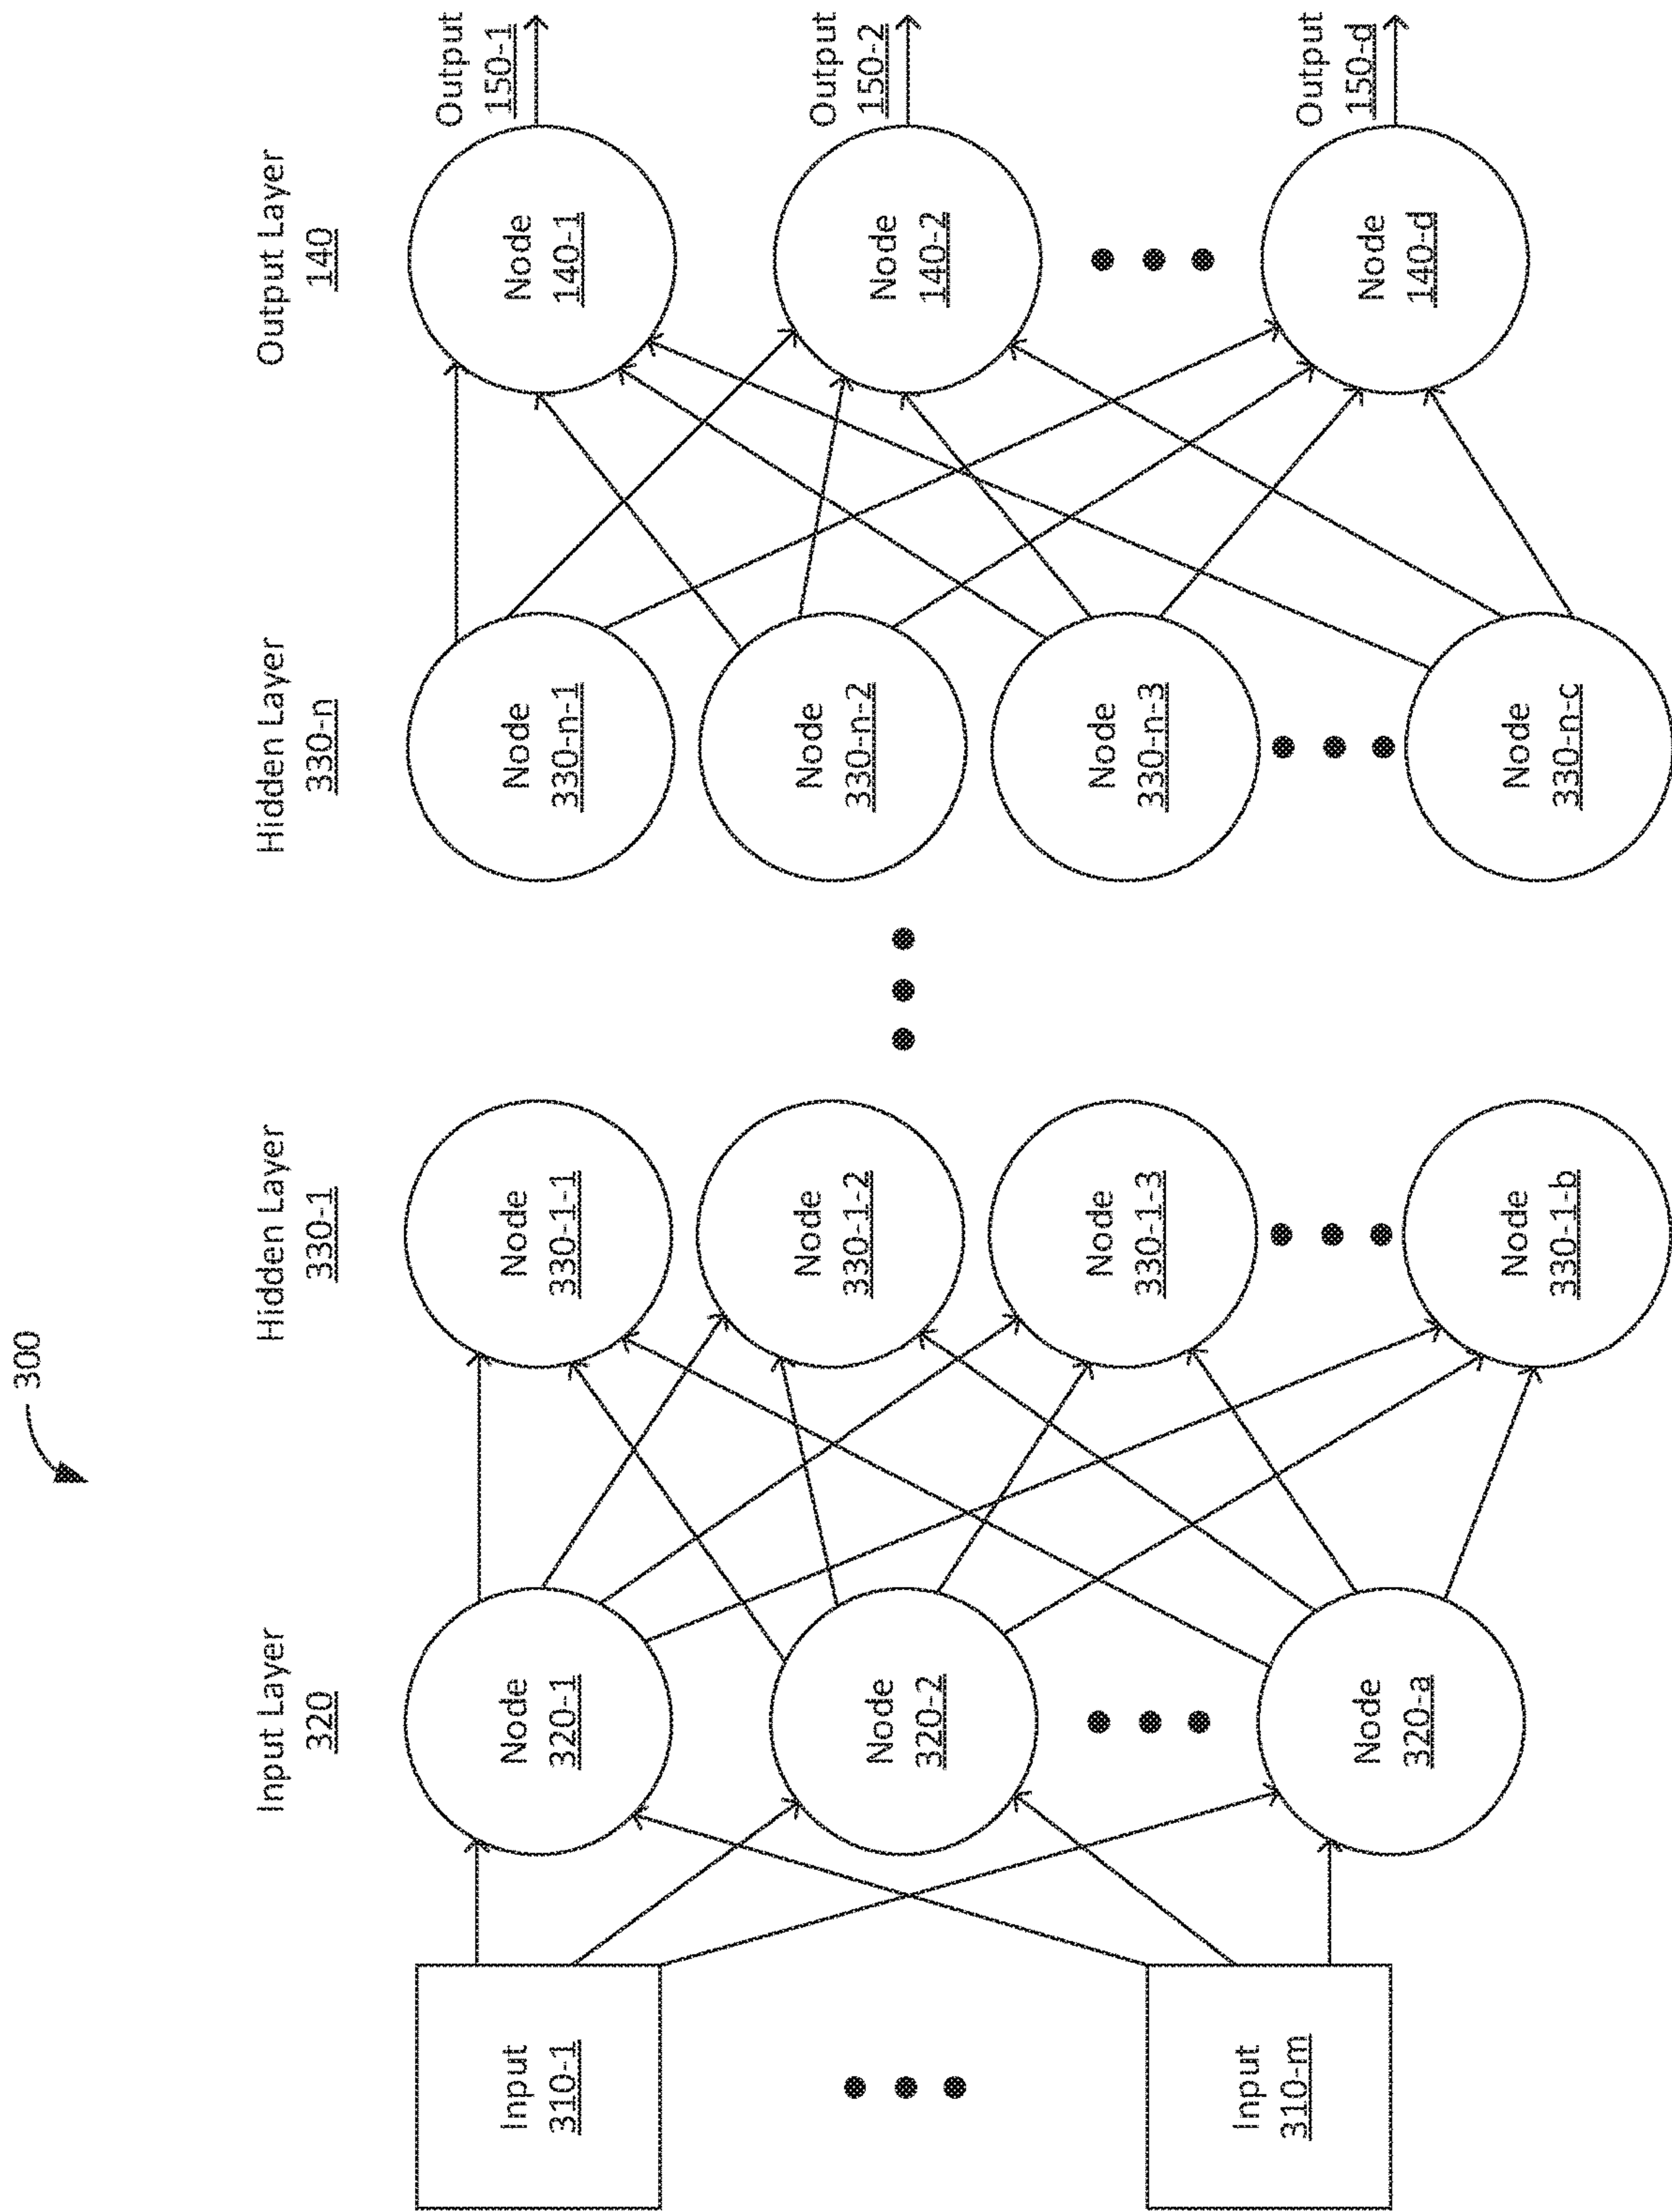 300
Input Layer
320
Hidden Layer
330-1
Hidden Layer
330-n
Output Layer
140
Input
310-1
Input
310-m
Node
320-1
Node
320-2
Node
320-a
Node
330-1-1
Node
330-1-2
Node
330-1-3
Node
330-1-b
Node
330-n-1
Node
330-n-2
Node
330-n-3
Node
330-n-c
Node
140-1
Node
140-2
Node
140-d
Output
150-1
Output
150-2
Output
150-d